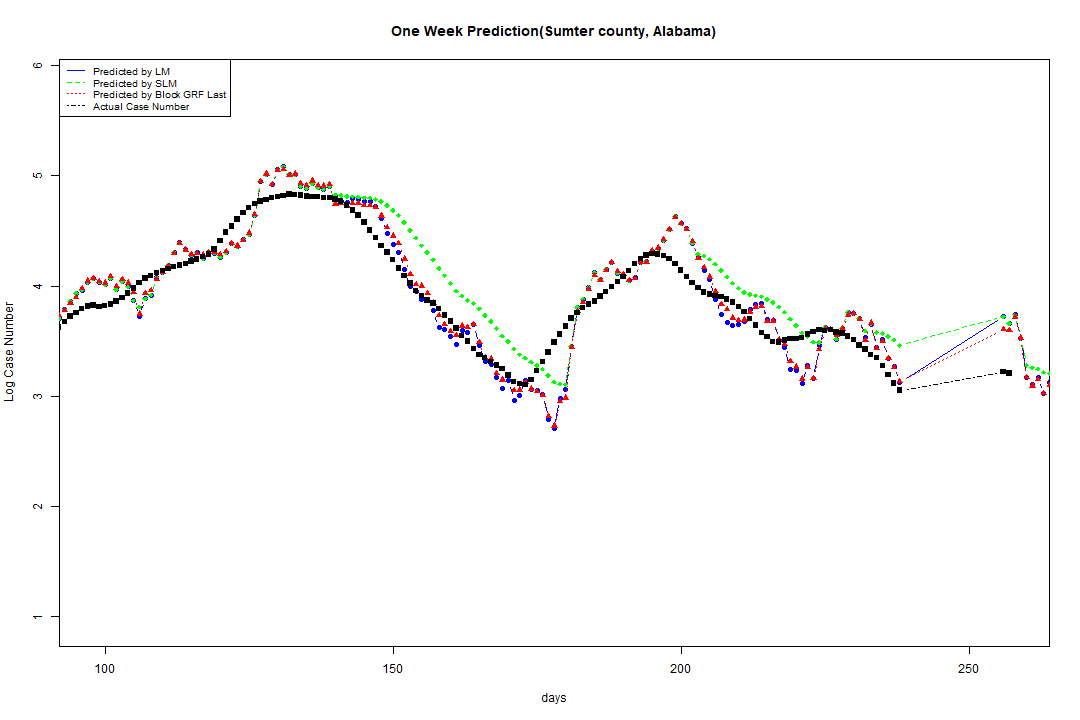 One Week Prediction(Sumter county, Alabama)
Predicted by LM
Predicted by SLM
Predicted by Block GRF Last
Actual Case Number
6
5
4
3
2
1
Log Case Number
100
150
200
250
days